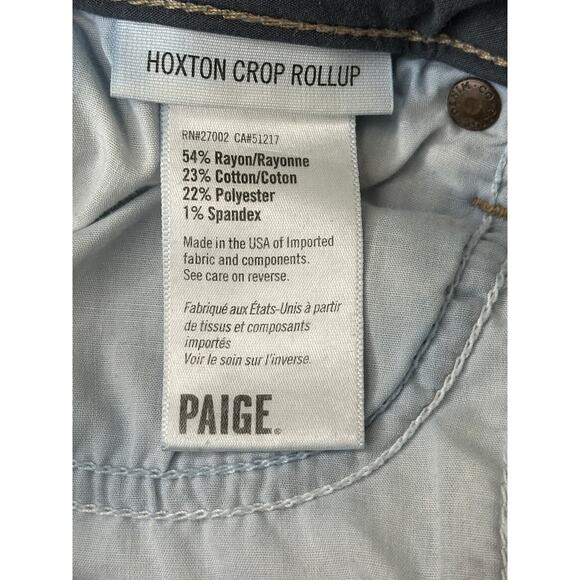 HOXTON CROP ROLLUP
RN#27002 CA#51217
54% Rayon/Rayonne
23% Cotton/Coton
22% Polyester
1% Spandex
Made in the USA of Imported
fabric and components.
See care on reverse.
Fabriqué aux États-Unis à partir
de tissus et composants
importés
Voir le soin sur l'inverse.
PAIGE®